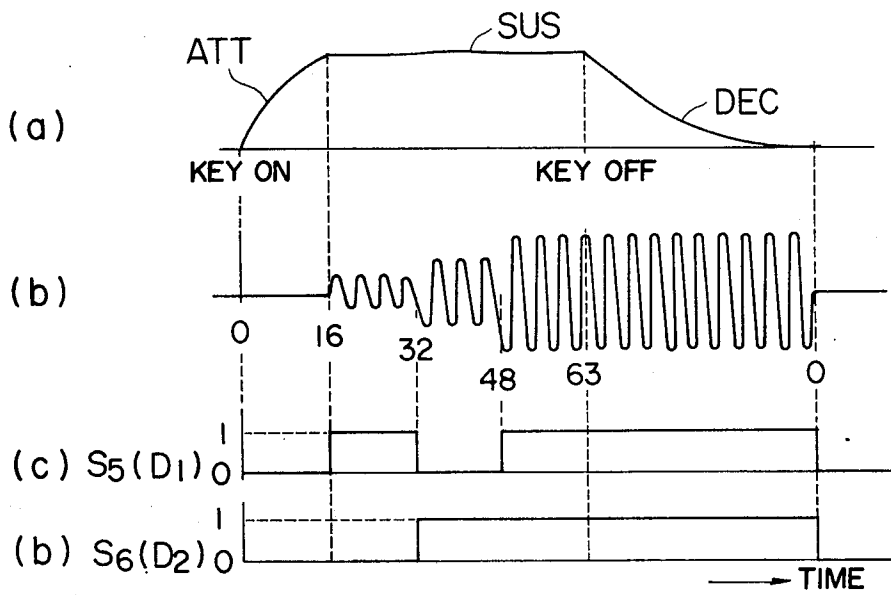 ATT
SUS
DEC
(a)
KEY ON
KEY OFF
(b)
0
16
32
48
63
0
(c) S5(D1)
1
0
(b) S6(D2)
1
0
TIME